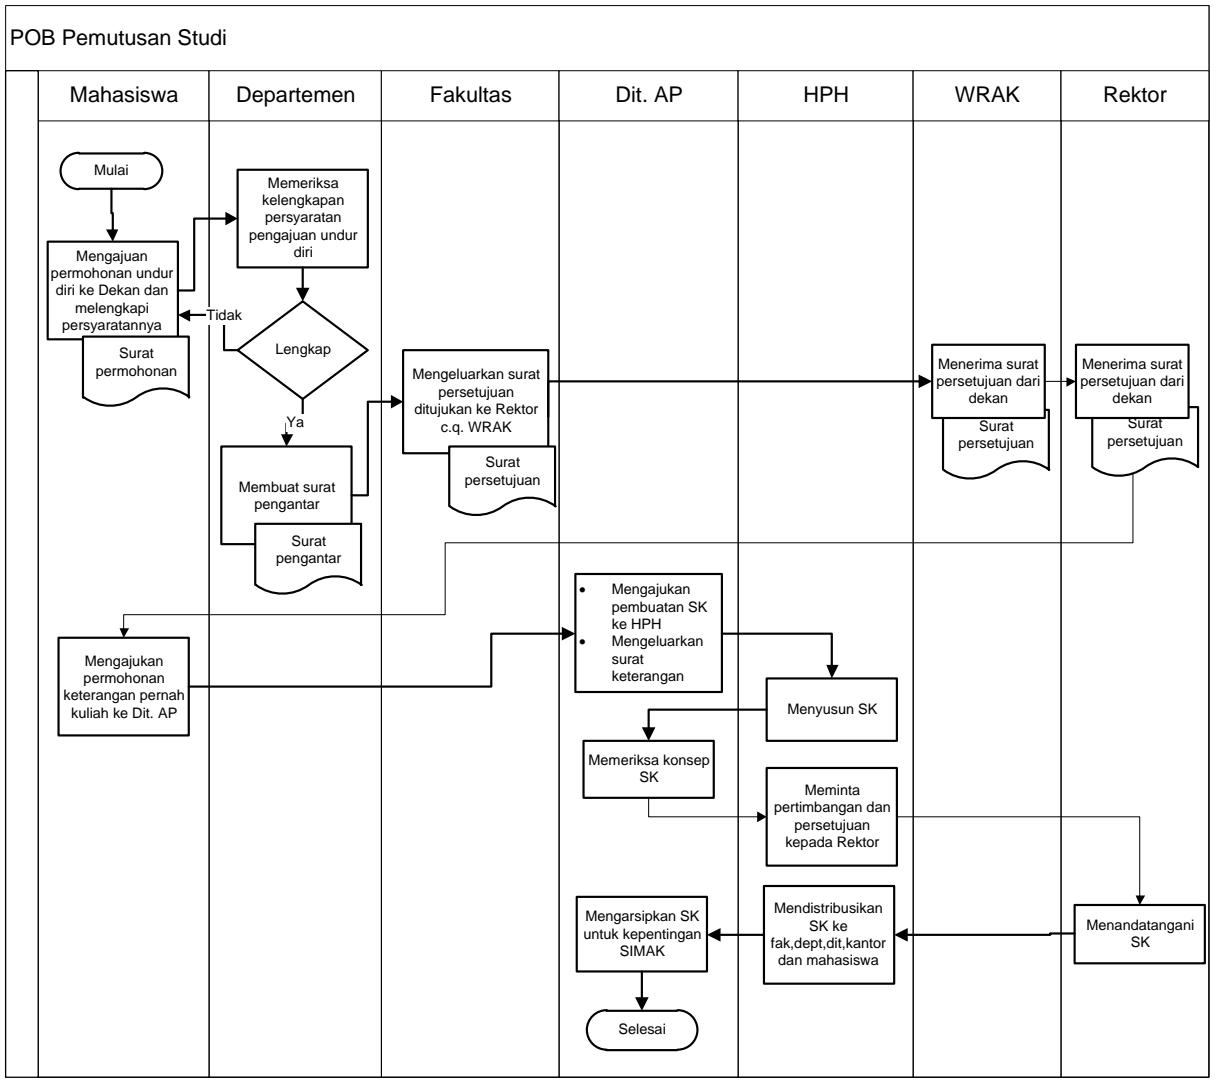 POB Pemutusan Studi
Mahasiswa
Departemen
Fakultas
Dit. AP
HPH
WRAK
Rektor
Mulai
Memeriksa
kelengkapan
persyaratan
pengajuan undur
diri
Mengajuan
permohonan undur
diri ke Dekan dan
melengkapi
persyaratannya
Surat
permohonan
Tidak
Lengkap
Ya
Membuat surat
pengantar
Surat
pengantar
Mengeluarkan surat
persetujuan
ditujukan ke Rektor
c.q. WRAK
Surat
persetujuan
Menerima surat
persetujuan dari
dekan
Surat
persetujuan
Menerima surat
persetujuan dari
dekan
Surat
persetujuan
Mengajukan
permohonan
keterangan pernah
kuliah ke Dit. AP
• Mengajukan
pembuatan SK
ke HPH
• Mengeluarkan
surat
keterangan
Menyusun SK
Memeriksa konsep
SK
Meminta
pertimbangan dan
persetujuan
kepada Rektor
Menandatangani
SK
Mendistribusikan
SK ke
fak,dept,dit,kantor
dan mahasiswa
Mengarsipkan SK
untuk kepentingan
SIMAK
Selesai